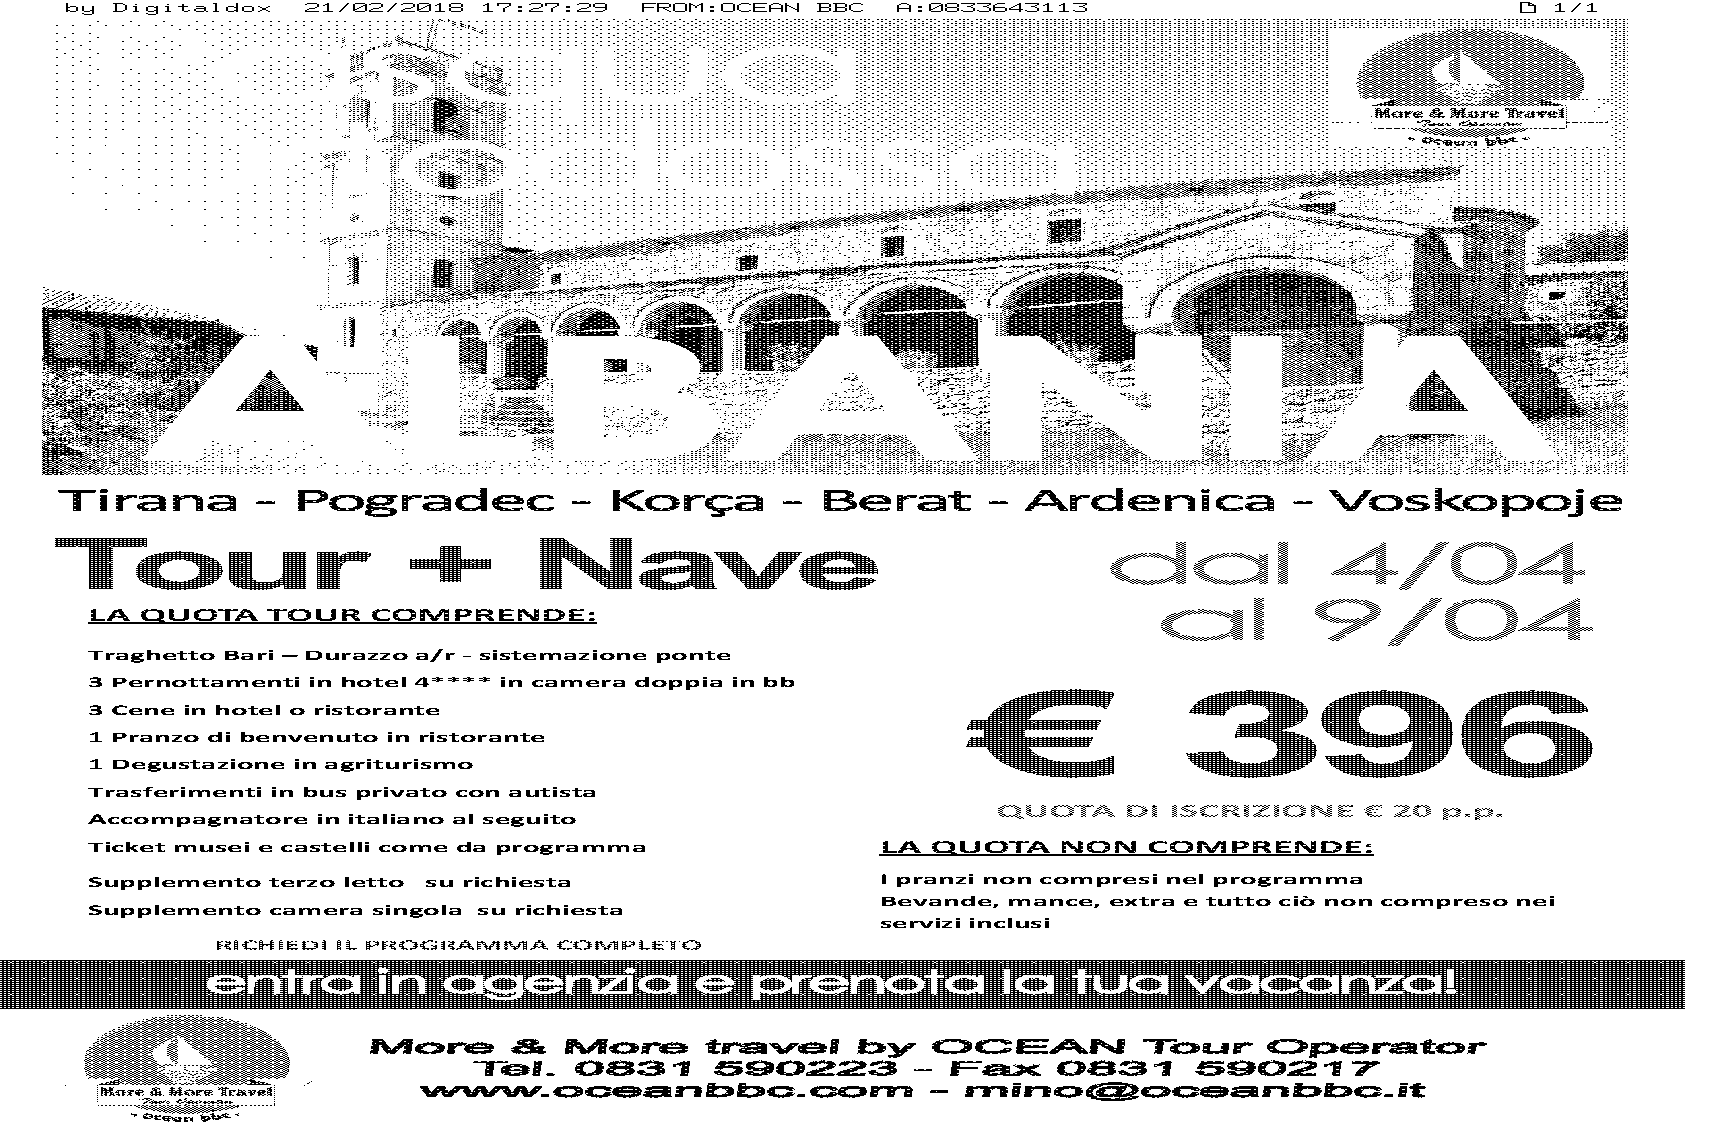 by Digitaldox 21/02/2018 17:27:29 FROM:OCEAN BBC A:0833643113 1/1
More & More Travel
Tour Operator
Ocean bbc
ALBANIA
Tirana - Pogradec - Korça - Berat - Ardenica - Voskopoje
Tour + Nave
dal 4/04
al 9/04
LA QUOTA TOUR COMPRENDE:
Traghetto Bari – Durazzo a/r - sistemazione ponte
3 Pernottamenti in hotel 4**** in camera doppia in bb
3 Cene in hotel o ristorante
1 Pranzo di benvenuto in ristorante
1 Degustazione in agriturismo
Trasferimenti in bus privato con autista
Accompagnatore in italiano al seguito
Ticket musei e castelli come da programma
Supplemento terzo letto su richiesta
Supplemento camera singola su richiesta
RICHIEDI IL PROGRAMMA COMPLETO
€ 396
QUOTA DI ISCRIZIONE € 20 p.p.
LA QUOTA NON COMPRENDE:
I pranzi non compresi nel programma
Bevande, mance, extra e tutto ciò non compreso nei
servizi inclusi
entra in agenzia e prenota la tua vacanza!
More & More Travel
Tour Operator
Ocean bbc
More & More travel by OCEAN Tour Operator
Tel. 0831 590223 - Fax 0831 590217
www.oceanbbc.com - mino@oceanbbc.it